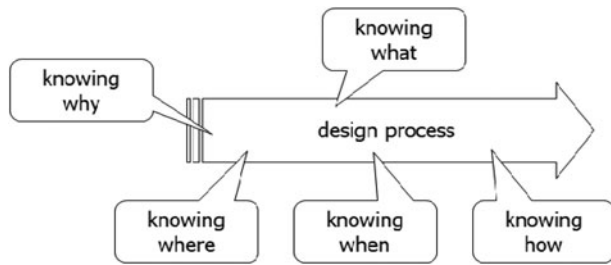 knowing
what
knowing
why
design process
knowing
where
knowing
when
knowing
how